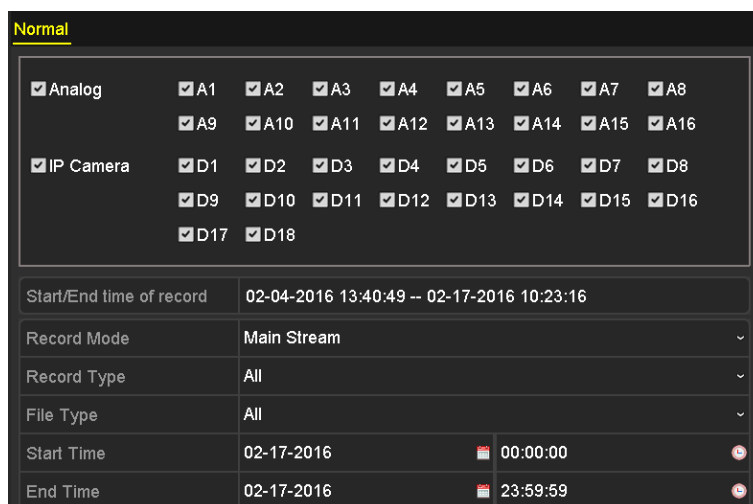 Normal
Analog A1 A2 A3 A4 A5 A6 A7 A8
A9 A10 A11 A12 A13 A14 A15 A16
IP Camera D1 D2 D3 D4 D5 D6 D7 D8
D9 D10 D11 D12 D13 D14 D15 D16
D17 D18
Start/End time of record 02-04-2016 13:40:49 -- 02-17-2016 10:23:16
Record Mode Main Stream
Record Type All
File Type All
Start Time 02-17-2016 00:00:00
End Time 02-17-2016 23:59:59